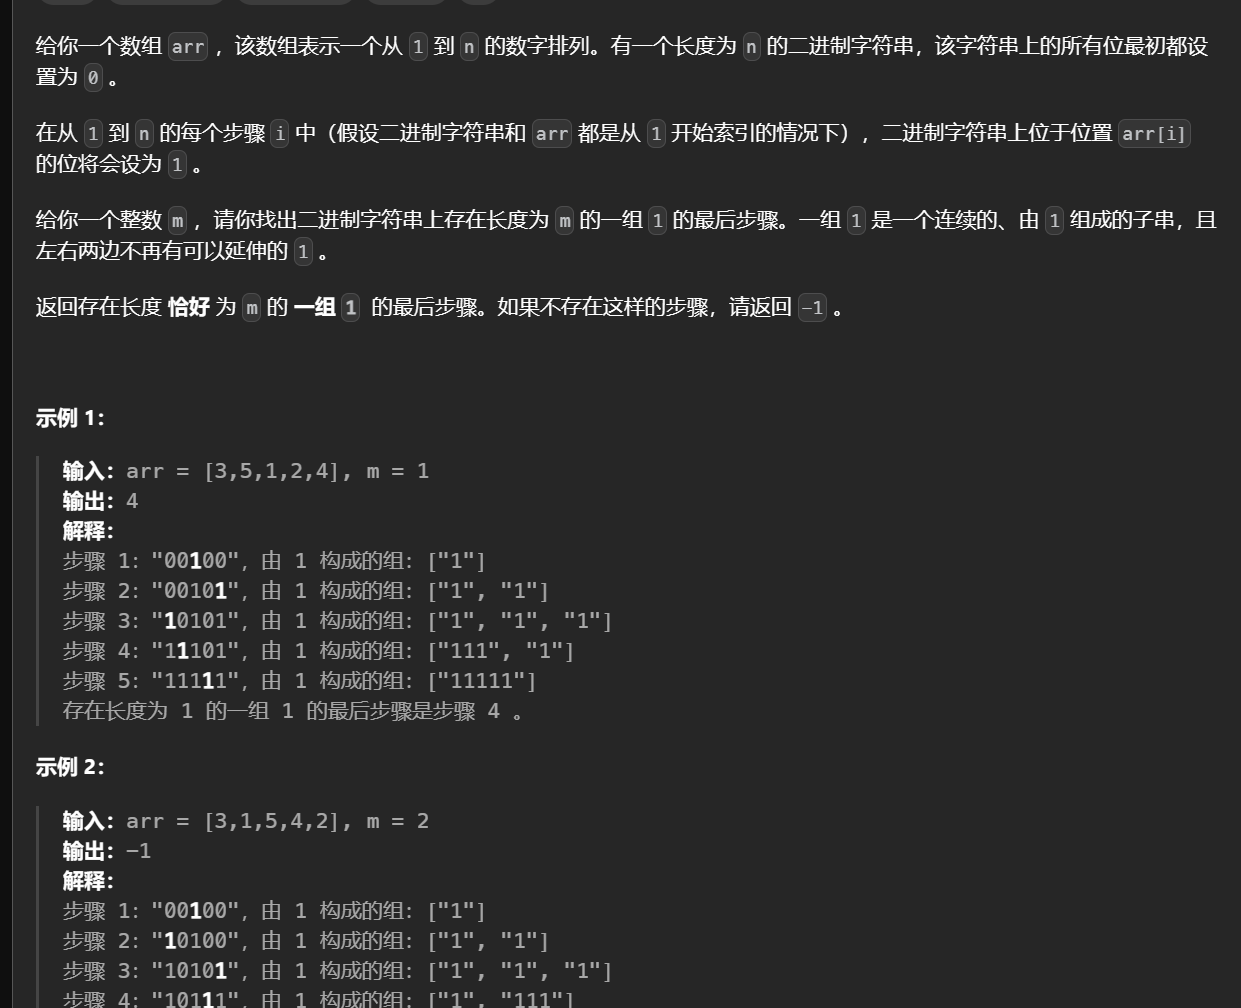 给你一个数组 arr ，该数组表示一个从 1 到 n 的数字排列。有一个长度为 n 的二进制字符串，该字符串上的所有位最初都设
置为 0 。
在从 1 到 n 的每个步骤 i 中（假设二进制字符串和 arr 都是从 1 开始索引的情况下），二进制字符串上位于位置 arr[i]
的位将会设为 1 。
给你一个整数 m ，请你找出二进制字符串上存在长度为 m 的一组 1 的最后步骤。一组 1 是一个连续的、由 1 组成的子串，且
左右两边不再有可以延伸的 1 。
返回存在长度 恰好 为 m 的 一组 1 的最后步骤。如果不存在这样的步骤，请返回 -1 。
示例 1：
输入：arr = [3,5,1,2,4], m = 1
输出：4
解释：
步骤 1："00100"，由 1 构成的组：["1"]
步骤 2："00101"，由 1 构成的组：["1", "1"]
步骤 3："10101"，由 1 构成的组：["1", "1", "1"]
步骤 4："11101"，由 1 构成的组：["111", "1"]
步骤 5："11111"，由 1 构成的组：["11111"]
存在长度为 1 的一组 1 的最后步骤是步骤 4 。
示例 2：
输入：arr = [3,1,5,4,2], m = 2
输出：-1
解释：
步骤 1："00100"，由 1 构成的组：["1"]
步骤 2："10100"，由 1 构成的组：["1", "1"]
步骤 3："10101"，由 1 构成的组：["1", "1", "1"]
步骤 4："10111"，由 1 构成的组：["1", "111"]